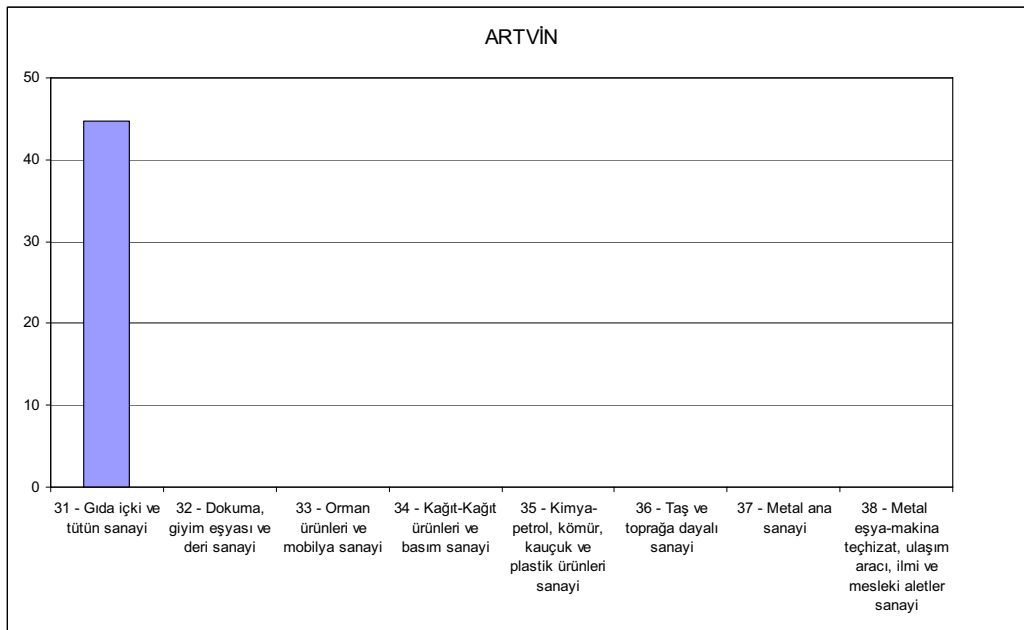 ARTVİN
50
40
30
20
10
0
31 - Gıda içki ve
tütün sanayi
32 - Dokuma,
giyim eşyası ve
deri sanayi
33 - Orman
ürünleri ve
mobilya sanayi
34 - Kağıt-Kağıt
ürünleri ve
basım sanayi
35 - Kimya-
petrol, kömür,
kauçuk ve
plastik ürünleri
sanayi
36 - Taş ve
toprağa dayalı
sanayi
37 - Metal ana
sanayi
38 - Metal
eşya-makina
teçhizat, ulaşım
aracı, ilmi ve
mesleki aletler
sanayi